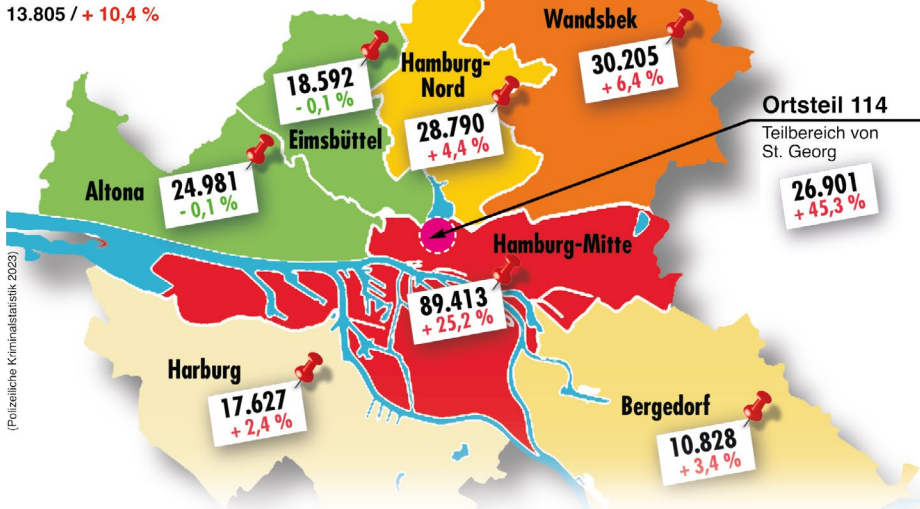 13.805 / + 10,4 %
Wandsbek
30.205
+ 6,4 %
18.592
- 0,1 %
Hamburg-
Nord
28.790
+ 4,4 %
Eimsbüttel
Ortsteil 114
Teilbereich von
St. Georg
26.901
+ 45,3 %
Altona
24.981
- 0,1 %
Hamburg-Mitte
89.413
+ 25,2 %
Harburg
17.627
+ 2,4 %
Bergedorf
10.828
+ 3,4 %
(Polizeiliche Kriminalstatistik 2023)